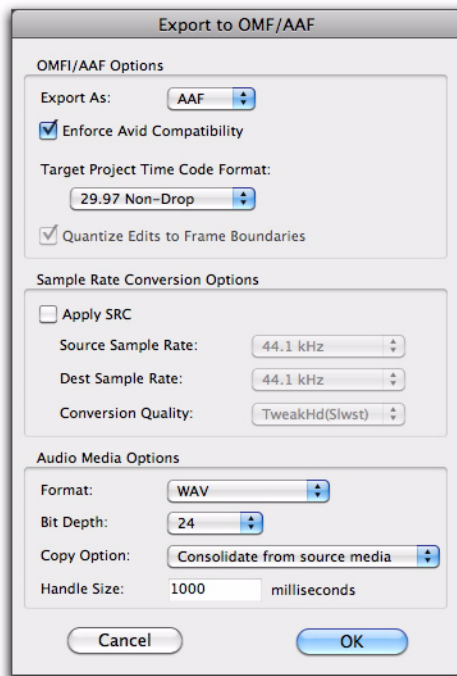 Export to OMF/AAF
OMFI/AAF Options
Export As: AAF
Enforce Avid Compatibility
Target Project Time Code Format:
29.97 Non-Drop
Quantize Edits to Frame Boundaries
Sample Rate Conversion Options
Apply SRC
Source Sample Rate: 44.1 kHz
Dest Sample Rate: 44.1 kHz
Conversion Quality: TweakHd(Slwst)
Audio Media Options
Format: WAV
Bit Depth: 24
Copy Option: Consolidate from source media
Handle Size: 1000 milliseconds
Cancel OK